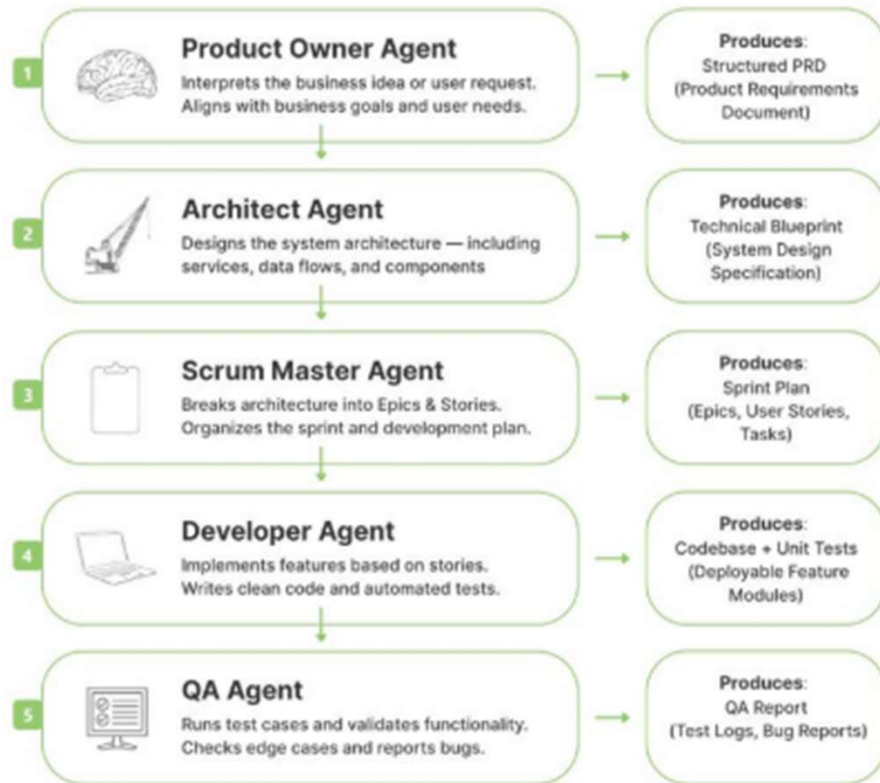 1
Product Owner Agent
Interprets the business idea or user request.
Aligns with business goals and user needs.
Produces:
Structured PRD
(Product Requirements
Document)
2
Architect Agent
Designs the system architecture — including
services, data flows, and components
Produces:
Technical Blueprint
(System Design
Specification)
3
Scrum Master Agent
Breaks architecture into Epics & Stories.
Organizes the sprint and development plan.
Produces:
Sprint Plan
(Epics, User Stories,
Tasks)
4
Developer Agent
Implements features based on stories.
Writes clean code and automated tests.
Produces:
Codebase + Unit Tests
(Deployable Feature
Modules)
5
QA Agent
Runs test cases and validates functionality.
Checks edge cases and reports bugs.
Produces:
QA Report
(Test Logs, Bug Reports)